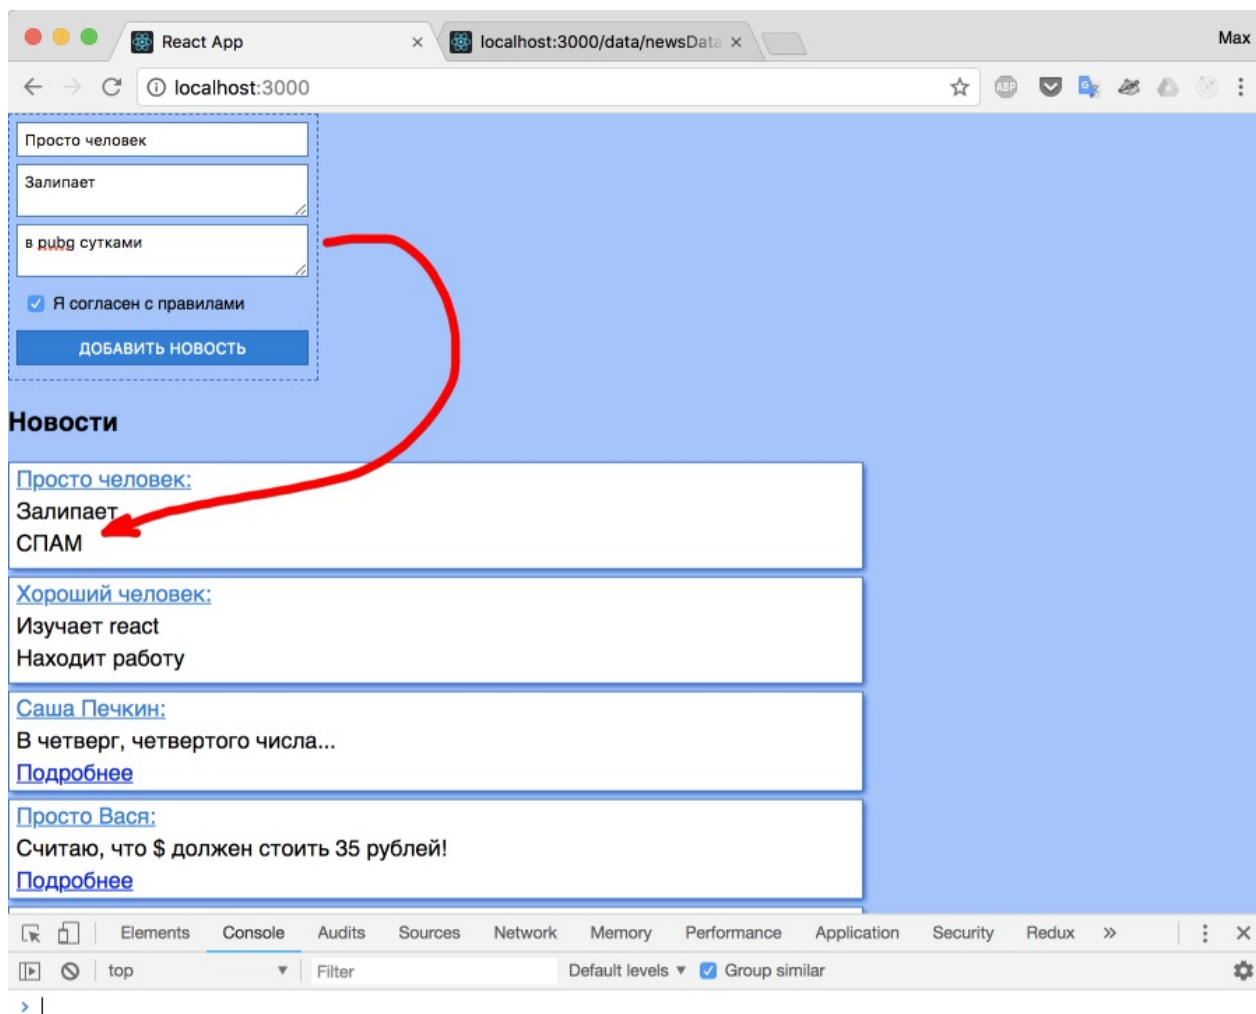 React App
localhost:3000/data/newsData
Max
localhost:3000
ABP
Просто человек
Залипает
в pubg сутками
Я согласен с правилами
ДОБАВИТЬ НОВОСТЬ
Новости
Просто человек:
Залипает
СПАМ
Хороший человек:
Изучает react
Находит работу
Саша Печкин:
В четверг, четвертого числа...
Подробнее
Просто Вася:
Считаю, что $ должен стоить 35 рублей!
Подробнее
Elements Console Audits Sources Network Memory Performance Application Security Redux »
top Filter Default levels Group similar
>